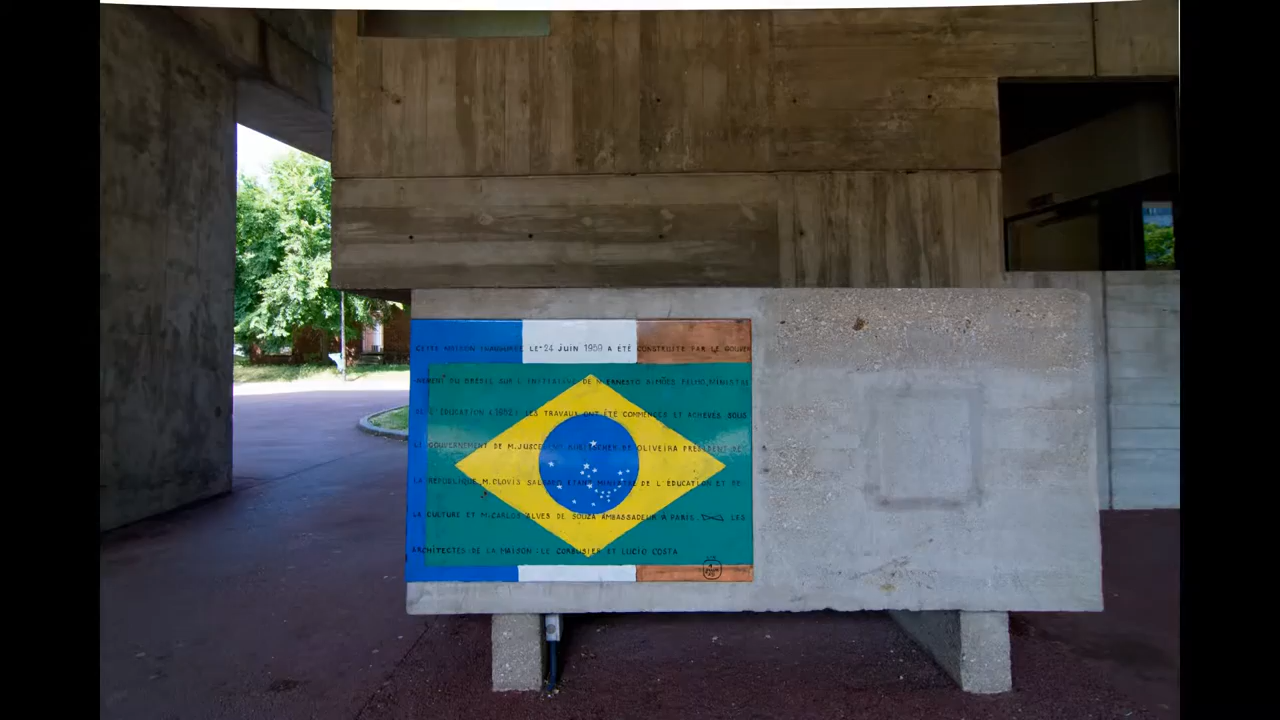 CETTE MAISON INAUGURÉE LE 24 Juin 1959 A ÉTÉ CONSTRUITE PAR LE GOUVER
NEMENT DU BRÉSIL SUR L'INITIATIVE DE M. ERNESTO SIMÕES FILHO, MINISTRE
DE L'ÉDUCATION (1952). LES TRAVAUX ONT ÉTÉ COMMENCÉS ET ACHEVÉS SOUS
LE GOUVERNEMENT DE M. JUSCELINO KUBITSCHEK DE OLIVEIRA PRÉSIDENT DE
LA RÉPUBLIQUE, M. CLOVIS SALGADO ÉTANT MINISTRE DE L'ÉDUCATION ET DE
LA CULTURE ET M. CARLOS ALVES DE SOUZA AMBASSADEUR A PARIS. LES
ARCHITECTES DE LA MAISON : LE CORBUSIER ET LUCIO COSTA